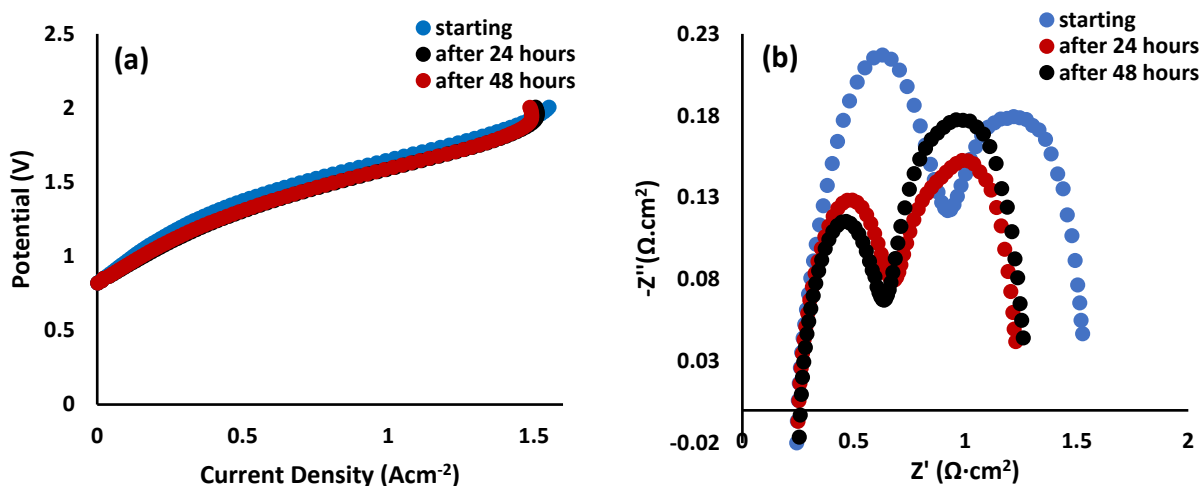 (a)
starting
after 24 hours
after 48 hours
2.5
2
1.5
1
0.5
0
Potential (V)
0
0.5
1
1.5
Current Density (Acm⁻²)
(b)
starting
after 24 hours
after 48 hours
0.23
0.18
0.13
0.08
0.03
-0.02
-Z''(Ω.cm²)
0
0.5
1
1.5
2
Z' (Ω·cm²)